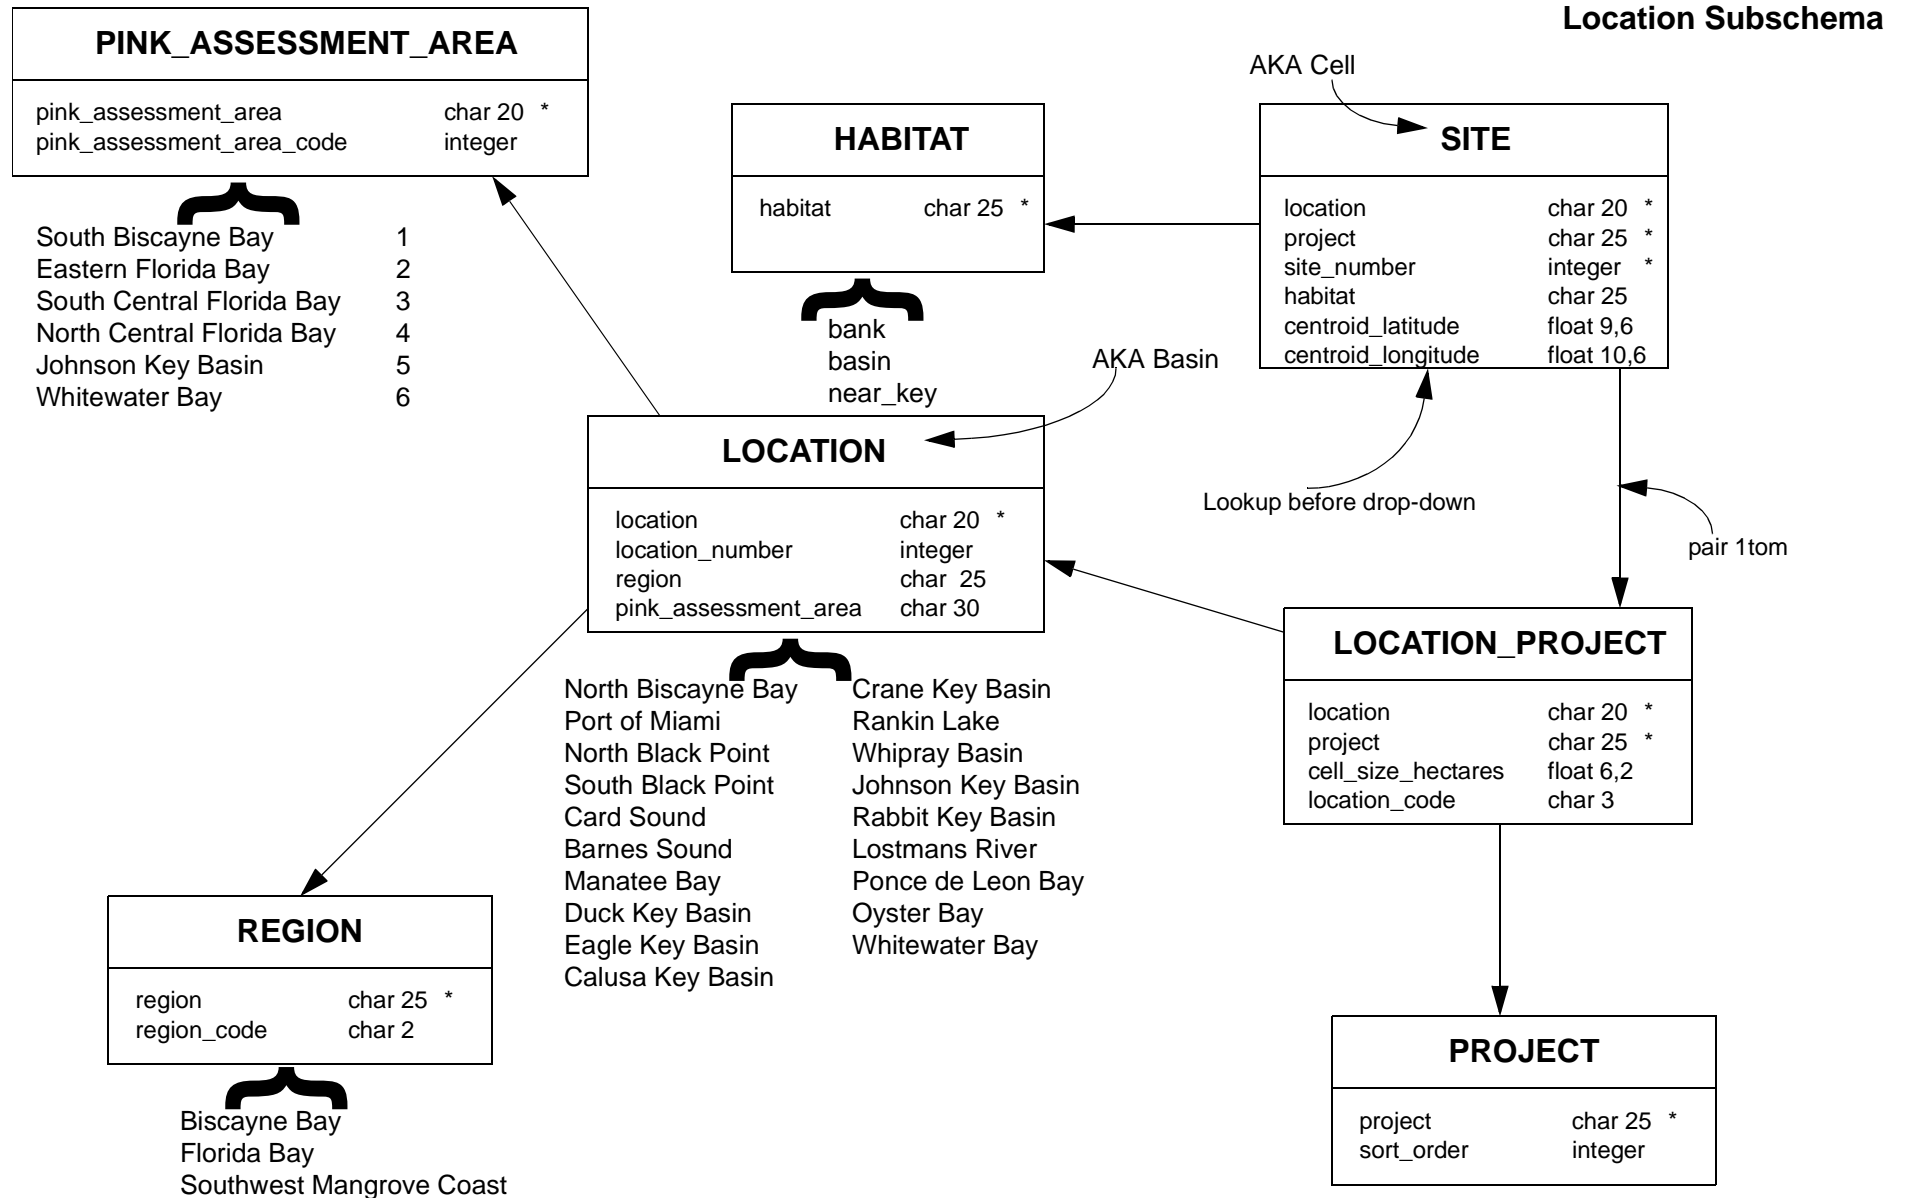 Location Subschema
PINK_ASSESSMENT_AREA
pink_assessment_area char 20 *
pink_assessment_area_code integer
South Biscayne Bay 1
Eastern Florida Bay 2
South Central Florida Bay 3
North Central Florida Bay 4
Johnson Key Basin 5
Whitewater Bay 6
HABITAT
habitat char 25 *
bank
basin
near_key
AKA Cell
SITE
location char 20 *
project char 25 *
site_number integer *
habitat char 25
centroid_latitude float 9,6
centroid_longitude float 10,6
AKA Basin
LOCATION
location char 20 *
location_number integer
region char 25
pink_assessment_area char 30
Lookup before drop-down
pair 1tom
North Biscayne Bay Crane Key Basin
Port of Miami Rankin Lake
North Black Point Whipray Basin
South Black Point Johnson Key Basin
Card Sound Rabbit Key Basin
Barnes Sound Lostmans River
Manatee Bay Ponce de Leon Bay
Duck Key Basin Oyster Bay
Eagle Key Basin Whitewater Bay
Calusa Key Basin
LOCATION_PROJECT
location char 20 *
project char 25 *
cell_size_hectares float 6,2
location_code char 3
REGION
region char 25 *
region_code char 2
Biscayne Bay
Florida Bay
Southwest Mangrove Coast
PROJECT
project char 25 *
sort_order integer